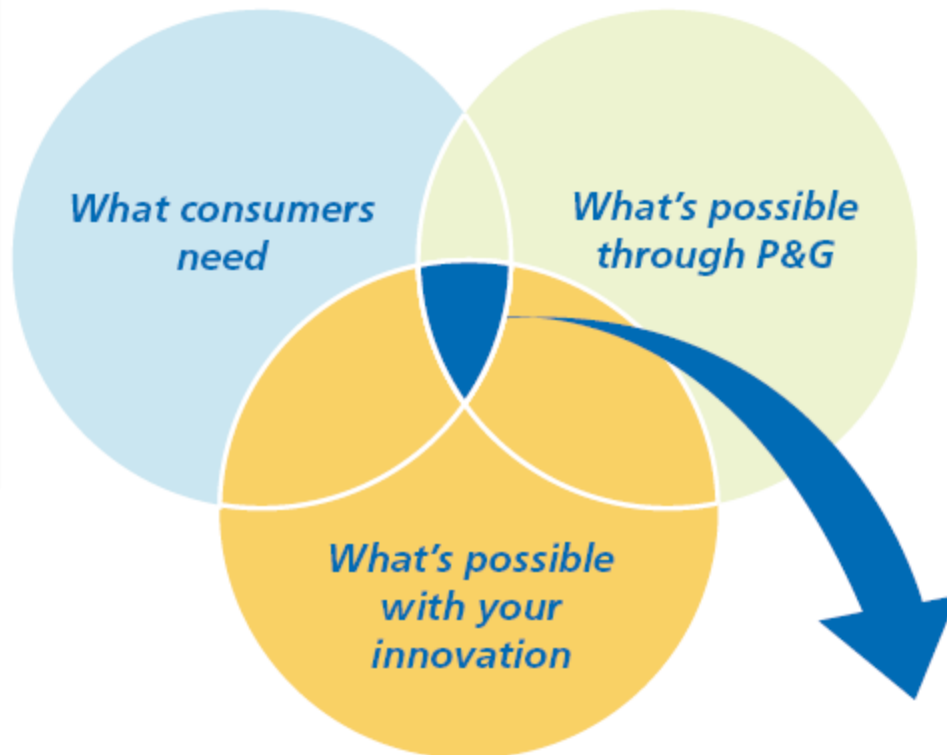 What consumers
need
What's possible
through P&G
What's possible
with your
innovation